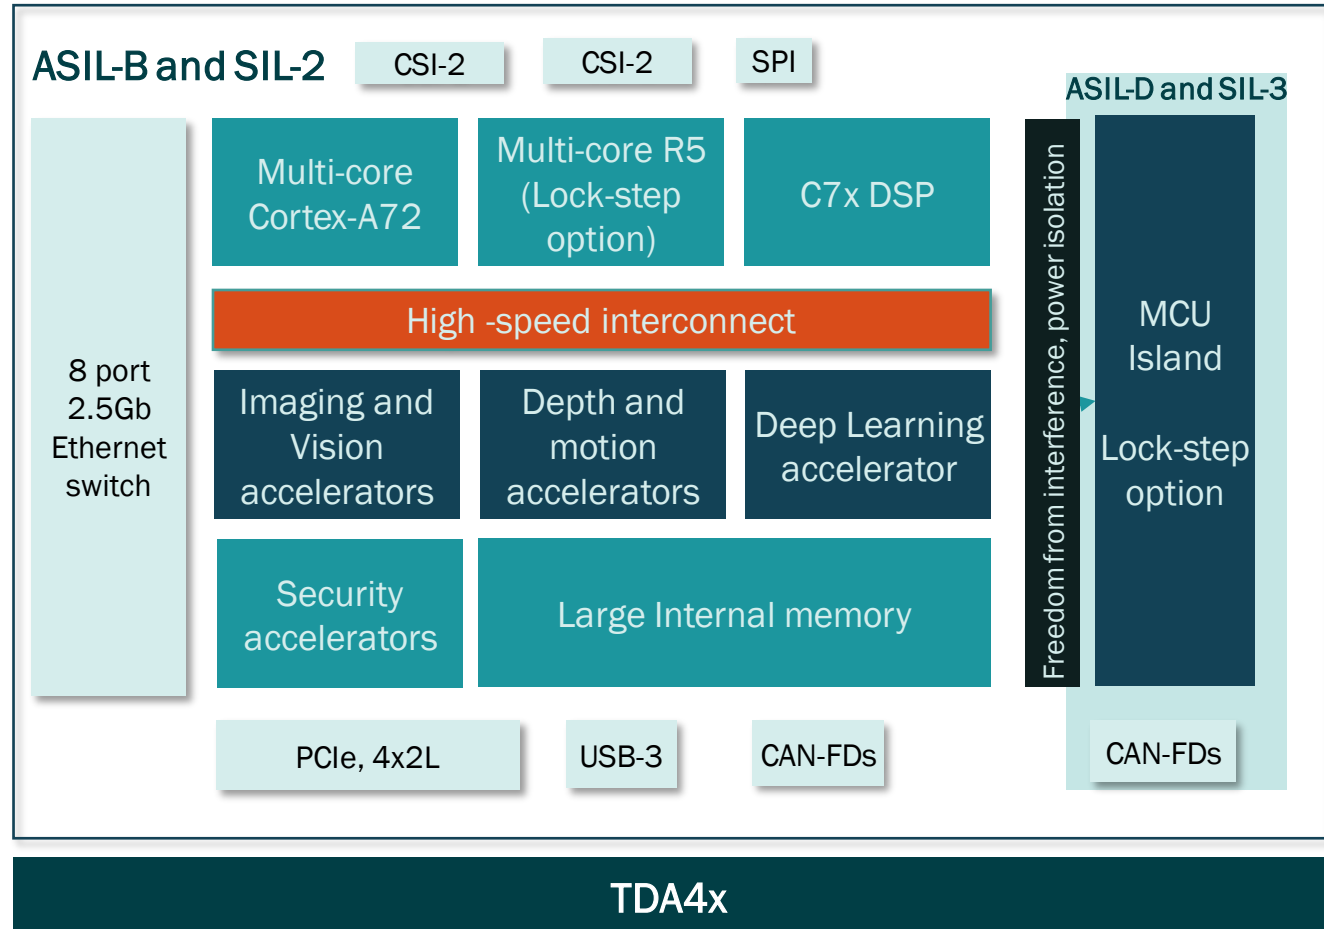 ASIL-B and SIL-2
CSI-2
CSI-2
SPI
ASIL-D and SIL-3
8 port
2.5Gb
Ethernet
switch
Multi-core
Cortex-A72
Multi-core R5
(Lock-step
option)
C7x DSP
High -speed interconnect
Imaging and
Vision
accelerators
Depth and
motion
accelerators
Deep Learning
accelerator
Security
accelerators
Large Internal memory
Freedom from interference, power isolation
MCU
Island
Lock-step
option
PCIe, 4x2L
USB-3
CAN-FDs
CAN-FDs
TDA4x